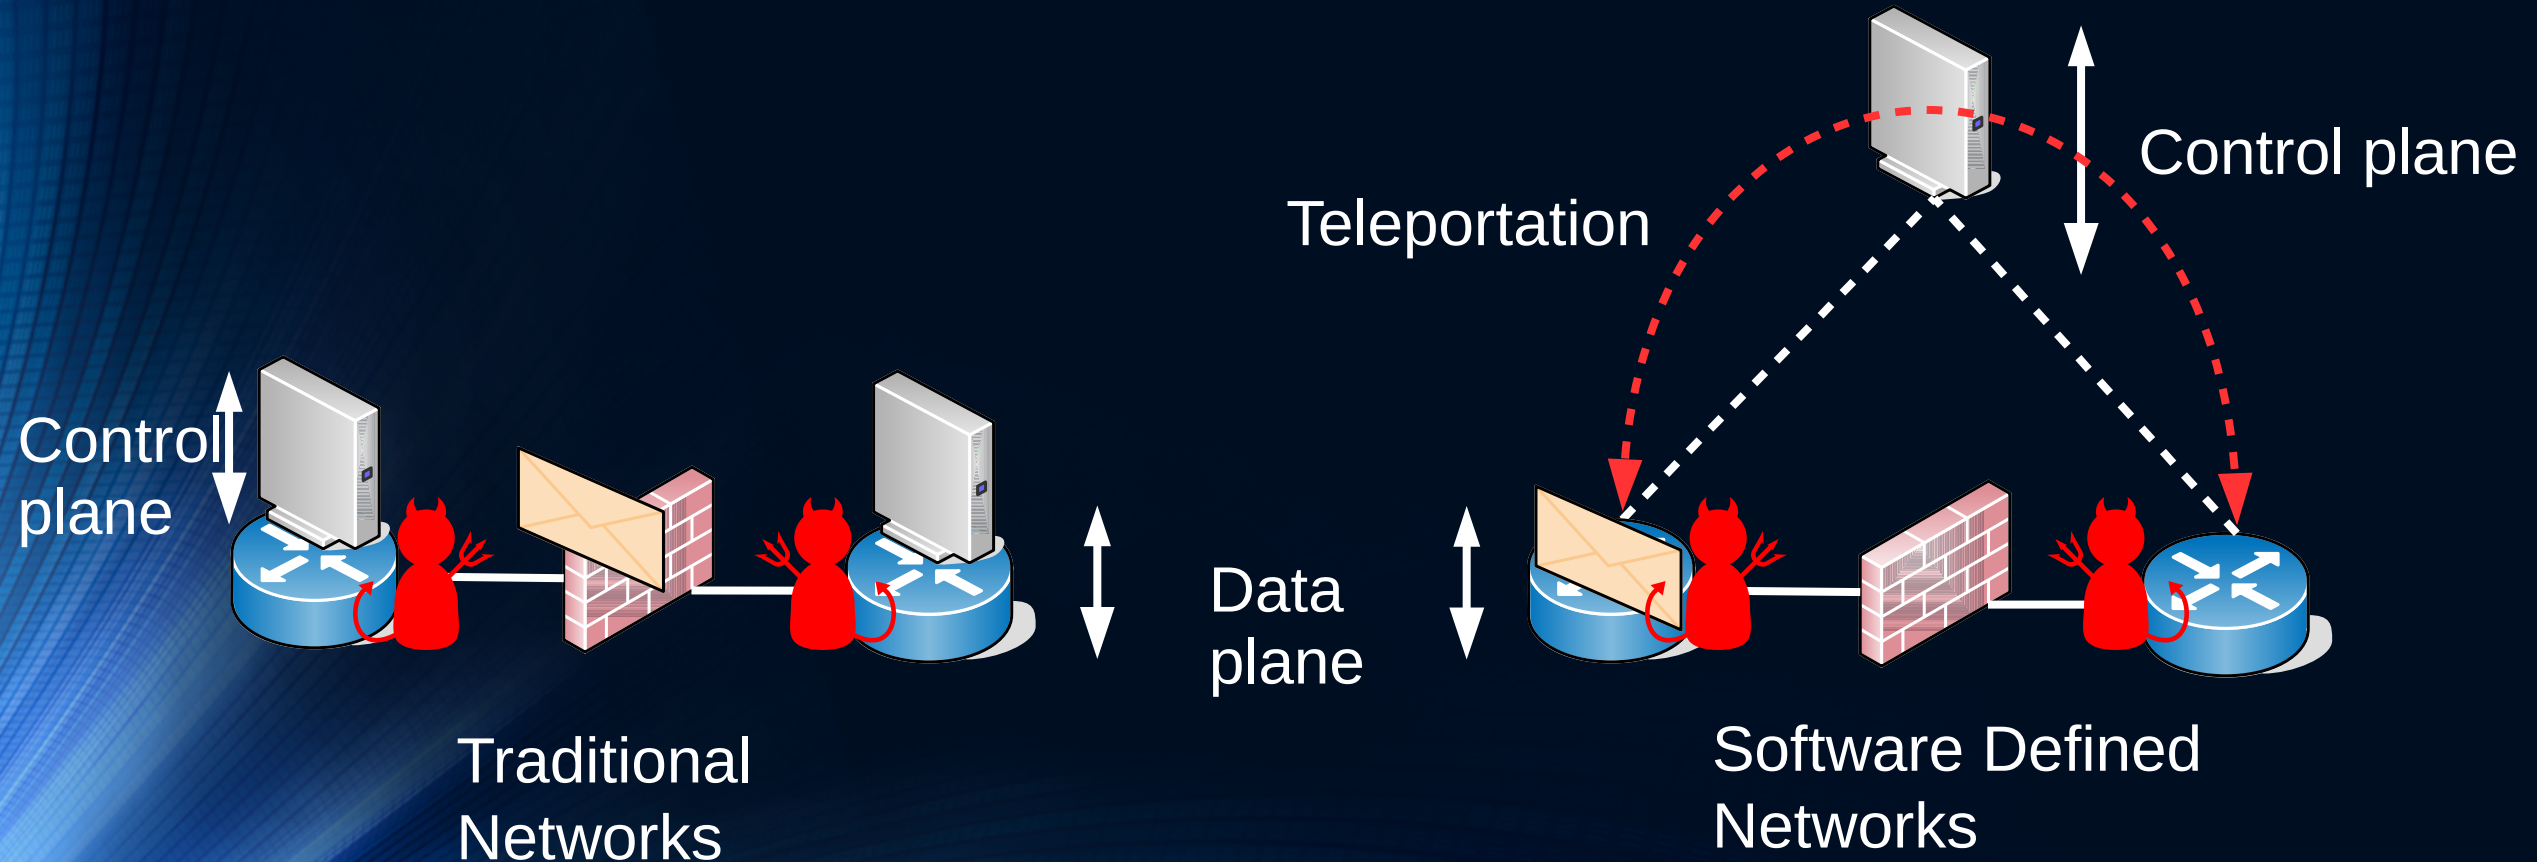 Control plane
Teleportation
Control
plane
Data
plane
Traditional
Networks
Software Defined
Networks